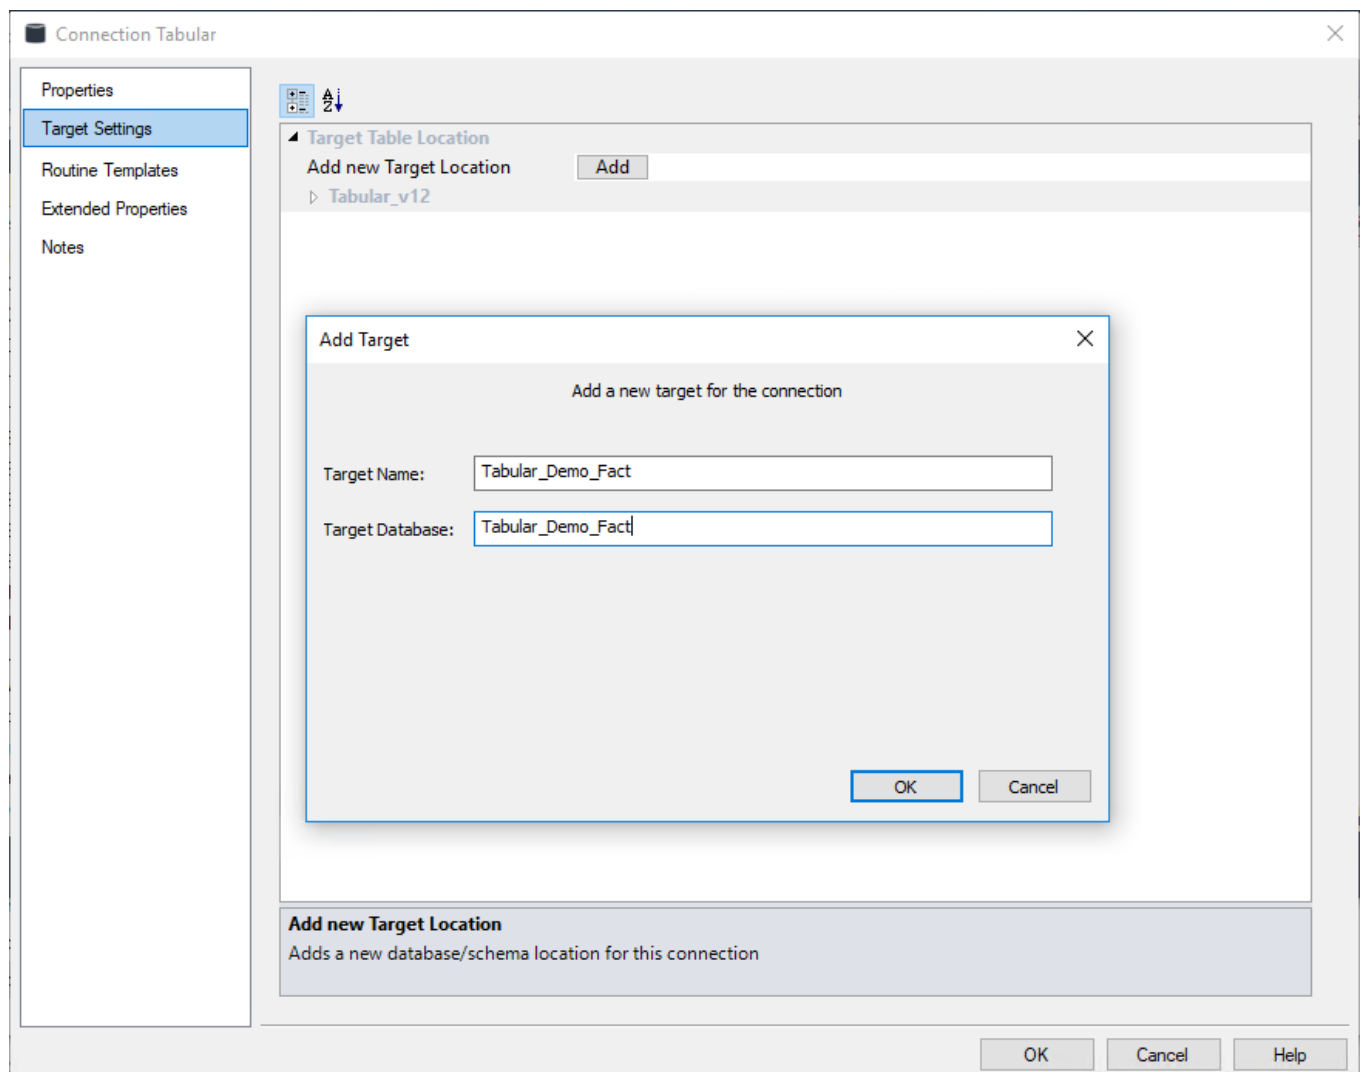 Connection Tabular
Properties
Target Settings
Routine Templates
Extended Properties
Notes
Target Table Location
Add new Target Location Add
Tabular_v12
Add Target
Add a new target for the connection
Target Name: Tabular_Demo_Fact
Target Database: Tabular_Demo_Fact
OK Cancel
Add new Target Location
Adds a new database/schema location for this connection
OK Cancel Help